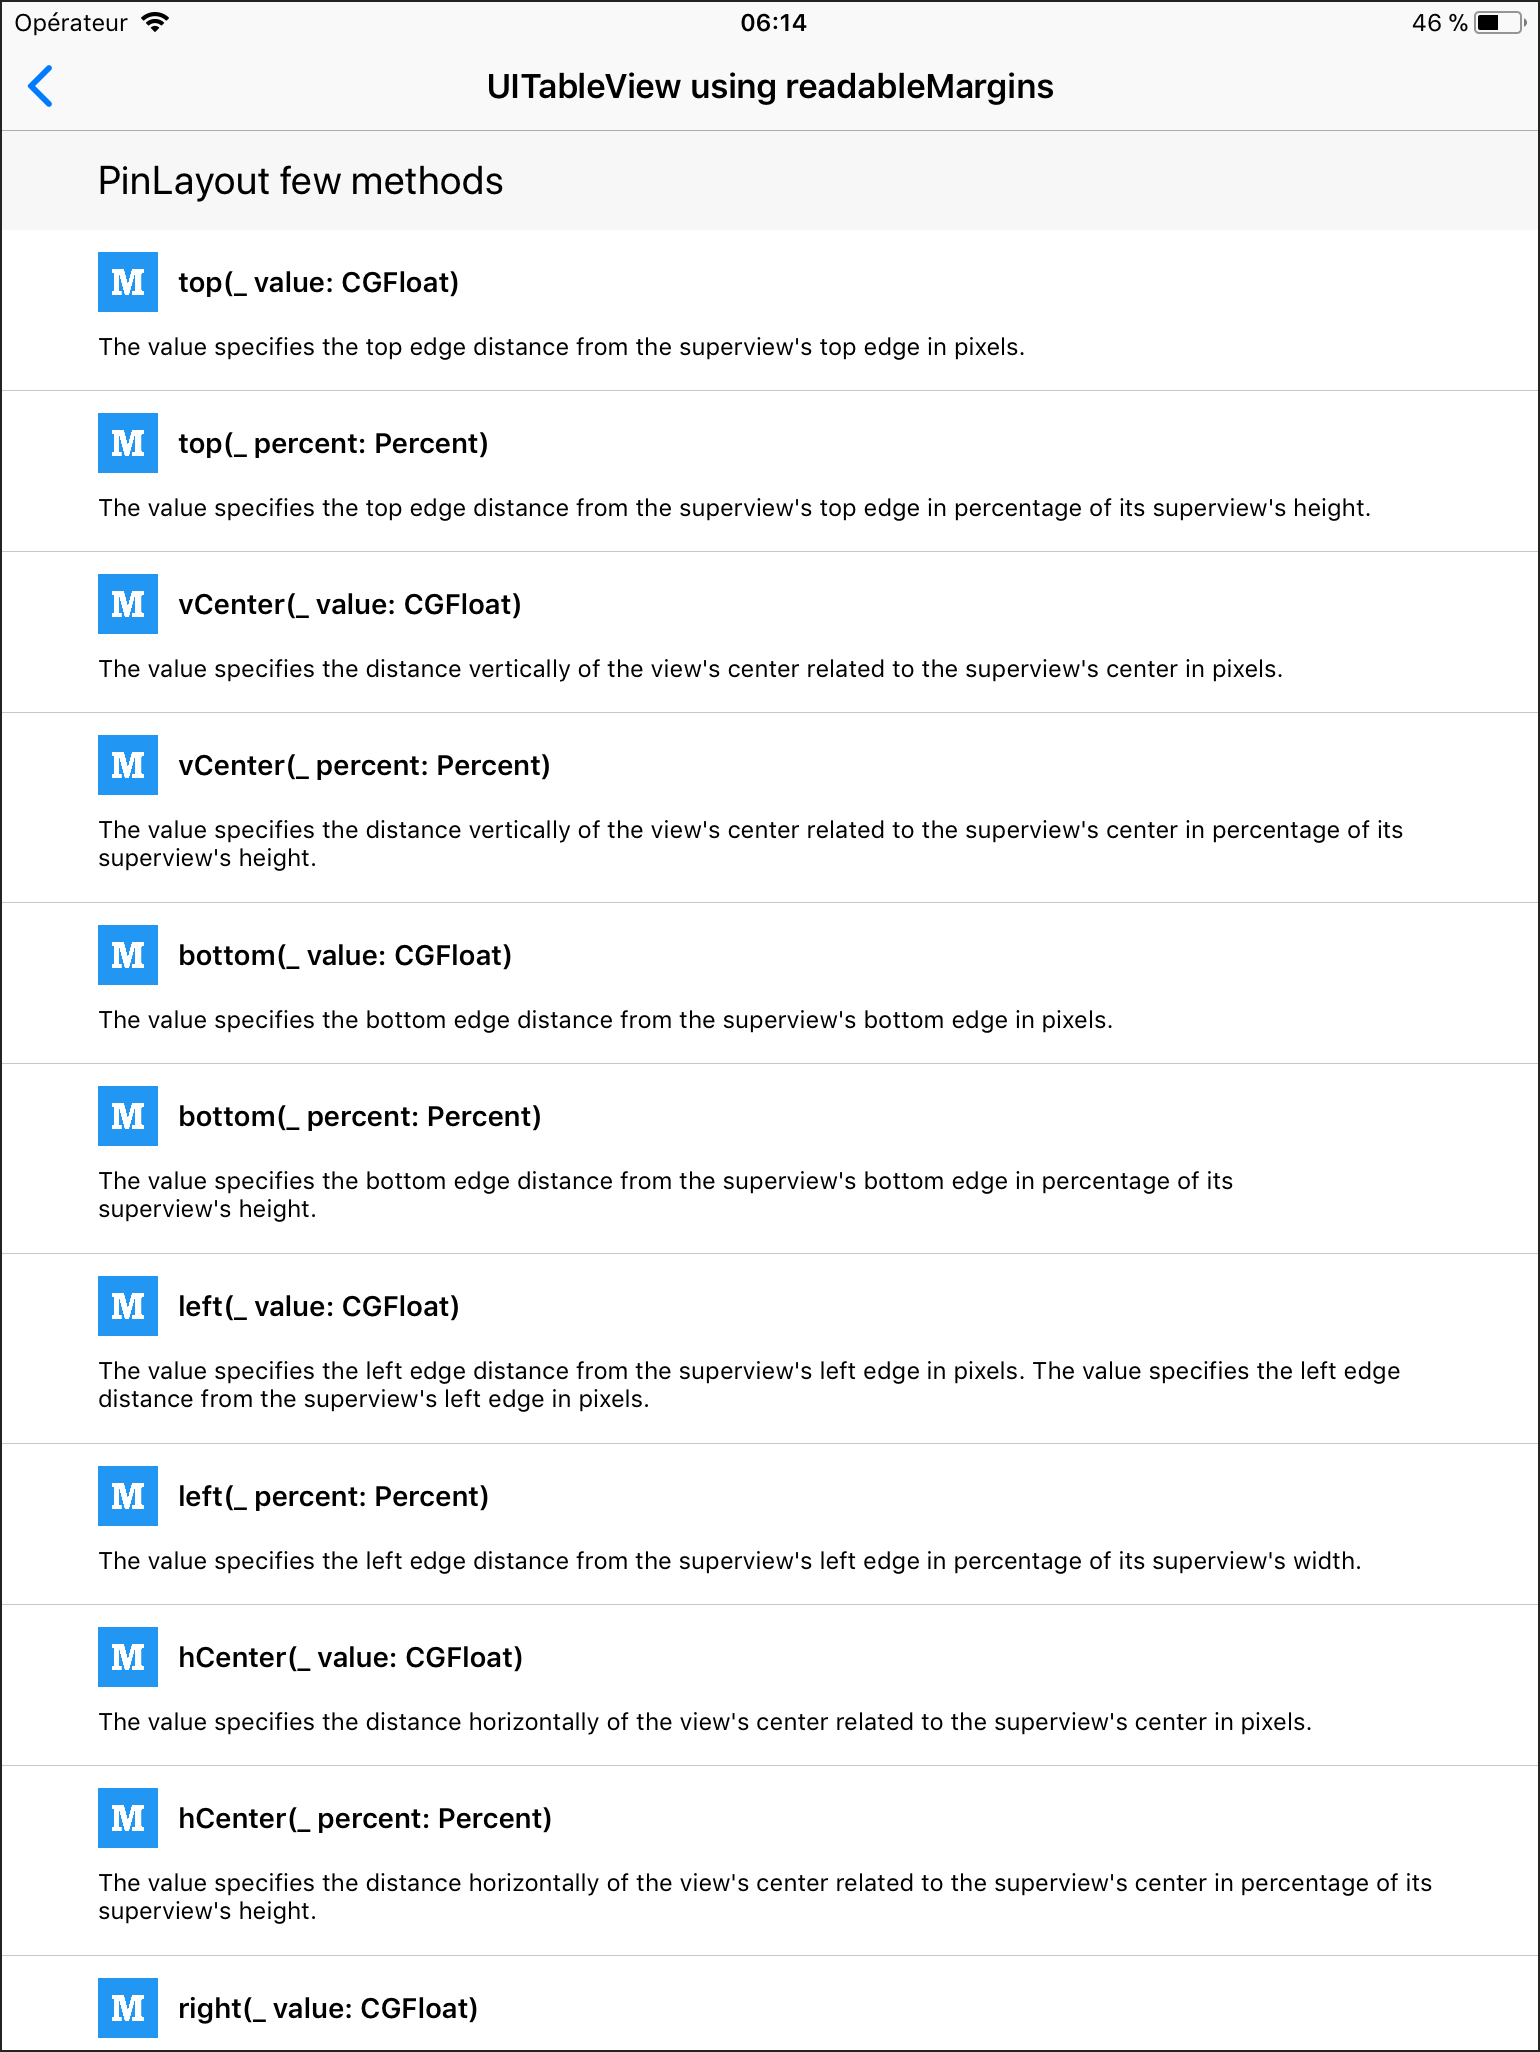 Opérateur 06:14 46 %
UITableView using readableMargins
PinLayout few methods
M top(_ value: CGFloat)
The value specifies the top edge distance from the superview's top edge in pixels.
M top(_ percent: Percent)
The value specifies the top edge distance from the superview's top edge in percentage of its superview's height.
M vCenter(_ value: CGFloat)
The value specifies the distance vertically of the view's center related to the superview's center in pixels.
M vCenter(_ percent: Percent)
The value specifies the distance vertically of the view's center related to the superview's center in percentage of its
superview's height.
M bottom(_ value: CGFloat)
The value specifies the bottom edge distance from the superview's bottom edge in pixels.
M bottom(_ percent: Percent)
The value specifies the bottom edge distance from the superview's bottom edge in percentage of its
superview's height.
M left(_ value: CGFloat)
The value specifies the left edge distance from the superview's left edge in pixels. The value specifies the left edge
distance from the superview's left edge in pixels.
M left(_ percent: Percent)
The value specifies the left edge distance from the superview's left edge in percentage of its superview's width.
M hCenter(_ value: CGFloat)
The value specifies the distance horizontally of the view's center related to the superview's center in pixels.
M hCenter(_ percent: Percent)
The value specifies the distance horizontally of the view's center related to the superview's center in percentage of its
superview's height.
M right(_ value: CGFloat)